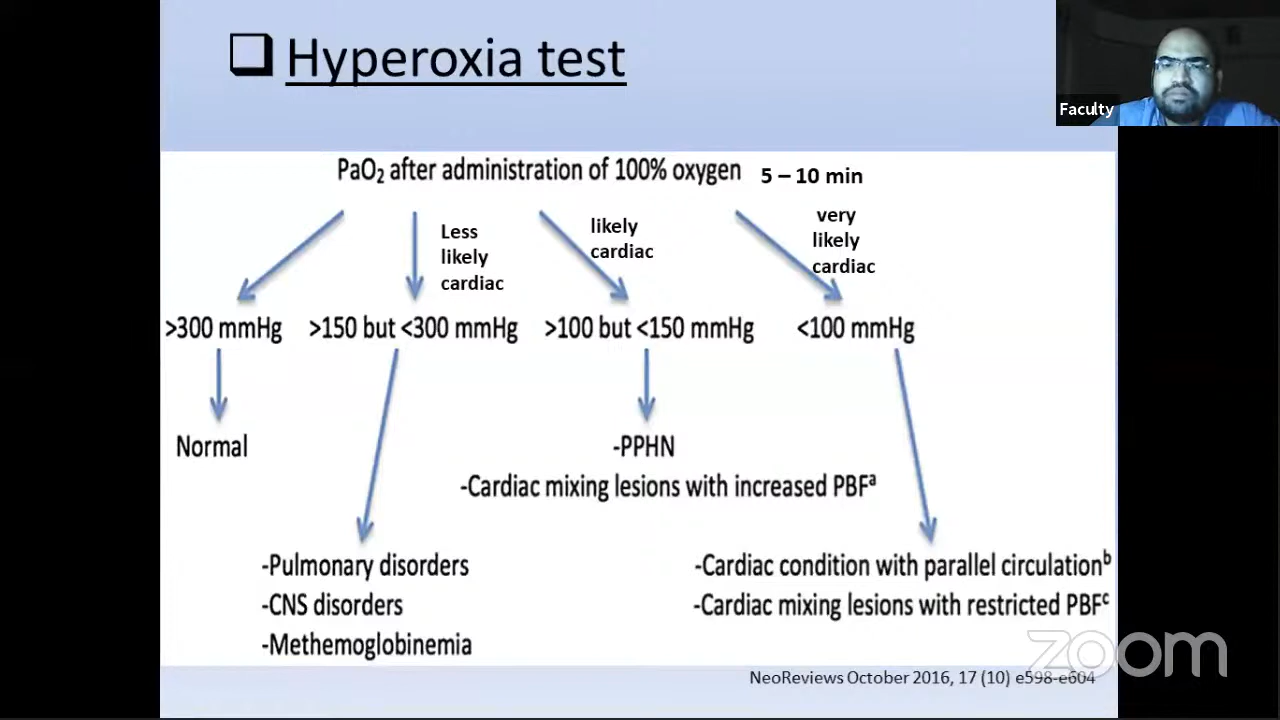 ❑ Hyperoxia test
Faculty
PaO₂ after administration of 100% oxygen 5 – 10 min
Less
likely
cardiac
likely
cardiac
very
likely
cardiac
>300 mmHg >150 but <300 mmHg >100 but <150 mmHg <100 mmHg
Normal
-PPHN
-Cardiac mixing lesions with increased PBFᵃ
-Pulmonary disorders
-CNS disorders
-Methemoglobinemia
-Cardiac condition with parallel circulationᵇ
-Cardiac mixing lesions with restricted PBFᶜ
zoom
NeoReviews October 2016, 17 (10) e598-e604